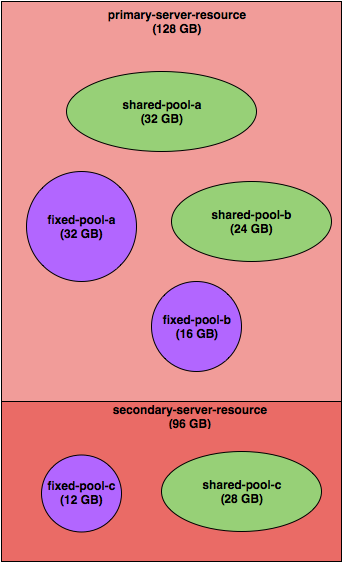 primary-server-resource
(128 GB)
shared-pool-a
(32 GB)
fixed-pool-a
(32 GB)
shared-pool-b
(24 GB)
fixed-pool-b
(16 GB)
secondary-server-resource
(96 GB)
fixed-pool-c
(12 GB)
shared-pool-c
(28 GB)